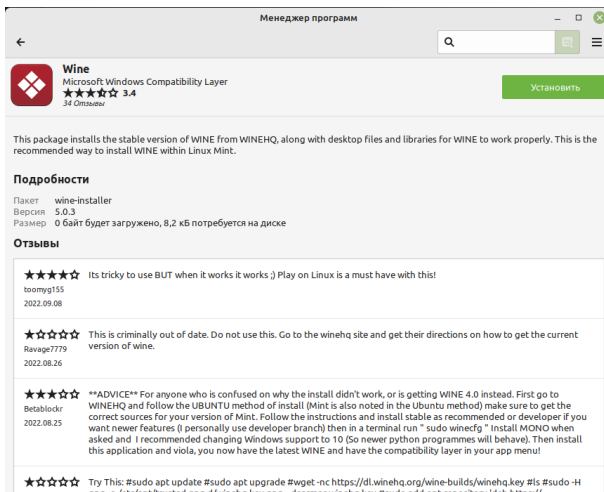 Менеджер программ
Wine
Microsoft Windows Compatibility Layer
3.4
34 Отзывы
Установить
This package installs the stable version of WINE from WINEHQ, along with desktop files and libraries for WINE to work properly. This is the
recommended way to install WINE within Linux Mint.
Подробности
Пакет wine-installer
Версия 5.0.3
Размер 0 байт будет загружено, 8,2 кБ потребуется на диске
Отзывы
Its tricky to use BUT when it works it works ;) Play on Linux is a must have with this!
toomyg155
2022.09.08
This is criminally out of date. Do not use this. Go to the winehq site and get their directions on how to get the current
version of wine.
Ravage7779
2022.08.26
**ADVICE** For anyone who is confused on why the install didn't work, or is getting WINE 4.0 instead. First go to
WINEHQ and follow the UBUNTU method of install (Mint is also noted in the Ubuntu method) make sure to get the
correct sources for your version of Mint. Follow the instructions and install stable as recommended or developer if you
want newer features (I personally use developer branch) then in a terminal run " sudo winecfg " Install MONO when
asked and I recommended changing Windows support to 10 (So newer python programmes will behave). Then install
this application and viola, you now have the latest WINE and have the compatibility layer in your app menu!
Betablockr
2022.08.25
Try This: #sudo apt update #sudo apt upgrade #wget -nc https://dl.winehq.org/wine-builds/winehq.key #ls #sudo -H